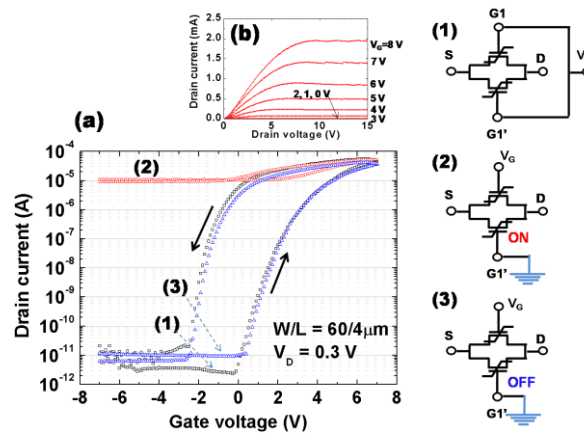 (b)
Drain current (mA)
2.5
2.0
1.5
1.0
0.5
0.0
V_G=8 V
7 V
6 V
5 V
4 V
3 V
2, 1, 0 V
0 5 10 15
Drain voltage (V)
(a)
Drain current (A)
10^-4
10^-5
10^-6
10^-7
10^-8
10^-9
10^-10
10^-11
10^-12
(2)
(3)
(1)
W/L = 60/4μm
V_D = 0.3 V
-8 -6 -4 -2 0 2 4 6 8
Gate voltage (V)
(1)
G1
S D V
G1'
(2)
V_G
S D
ON
G1'
(3)
V_G
S D
OFF
G1'